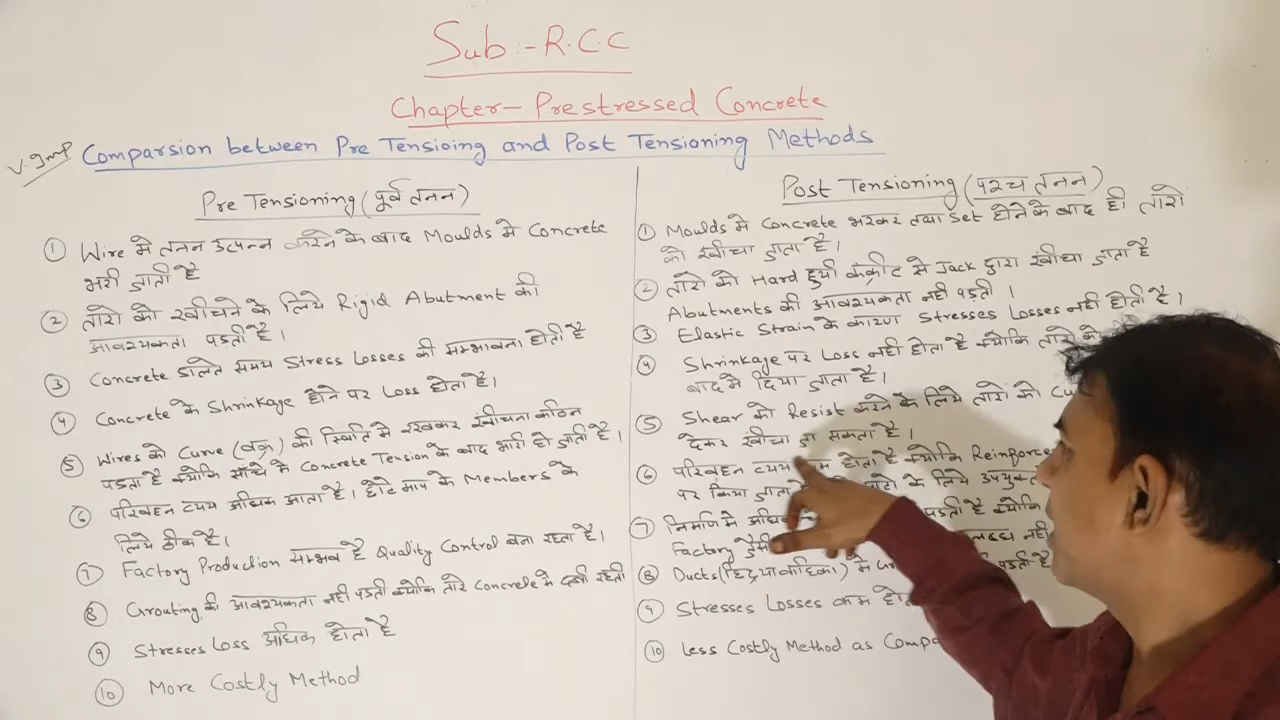 Sub:- R.C.C
Chapter- Prestressed Concrete
V.Imp
Comparsion between Pre Tensioing and Post Tensioning Methods
Pre Tensioning (पूर्व तनन)
① Wire मे तनन उत्पन्न करने के बाद Moulds मे Concrete
भरी जाती है
② तारो को खीचने के लिये Rigid Abutment की
आवश्यकता पड़ती है।
③ Concrete डालते समय Stress Losses की सम्भावना होती है
④ Concrete के Shrinkage होने पर Loss होता है।
⑤ Wires को Curve (वक्र) की स्थिति मे रखकर खीचना कठिन
पड़ता है क्योकि साँचे मे Concrete Tension के बाद भारी हो जाती है।
⑥ परिवहन व्यय अधिक आता है। छोटे माप के Members के
लिये ठीक है।
⑦ Factory Production सम्भव है Quality Control बना रहता है।
⑧ Grouting की आवश्यकता नही पड़ती क्योकि तारे Concrete मे दबी रहती
⑨ Stresses Loss अधिक होता है
⑩ More Costly Method
Post Tensioning (पश्च तनन)
① Moulds मे Concrete भरकर तथा Set होने के बाद ही तारो
को खीचा जाता है।
② तारो को Hard हुयी कंक्रीट से Jack द्वारा खीचा जाता है
Abutments की आवश्यकता नही पड़ती।
③ Elastic Strain के कारण Stresses Losses नही होती है।
④ Shrinkage पर Loss नही होता है क्योकि तारो को
बाद मे दिया जाता है।
⑤ Shear को Resist करने के लिये तारो को
देकर खीचा जा सकता है।
⑥ परिवहन व्यय कम होता है क्योकि
पर किया जाता के लिये
⑦ निर्माण मे पड़ती है क्योकि
Factory नही
⑧ Ducts मे पड़ती है
⑨ Stresses Losses कम
⑩ Less Costly Method as